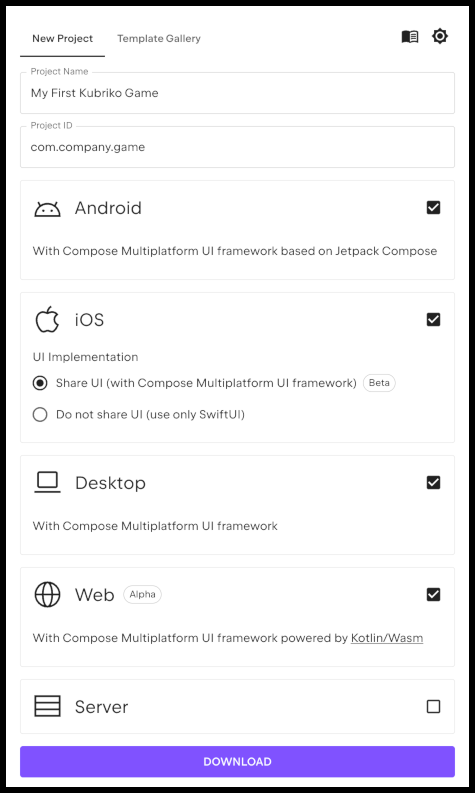 New Project
Template Gallery
Project Name
My First Kubriko Game
Project ID
com.company.game
Android
With Compose Multiplatform UI framework based on Jetpack Compose
iOS
UI Implementation
Share UI (with Compose Multiplatform UI framework) Beta
Do not share UI (use only SwiftUI)
Desktop
With Compose Multiplatform UI framework
Web Alpha
With Compose Multiplatform UI framework powered by Kotlin/Wasm
Server
DOWNLOAD